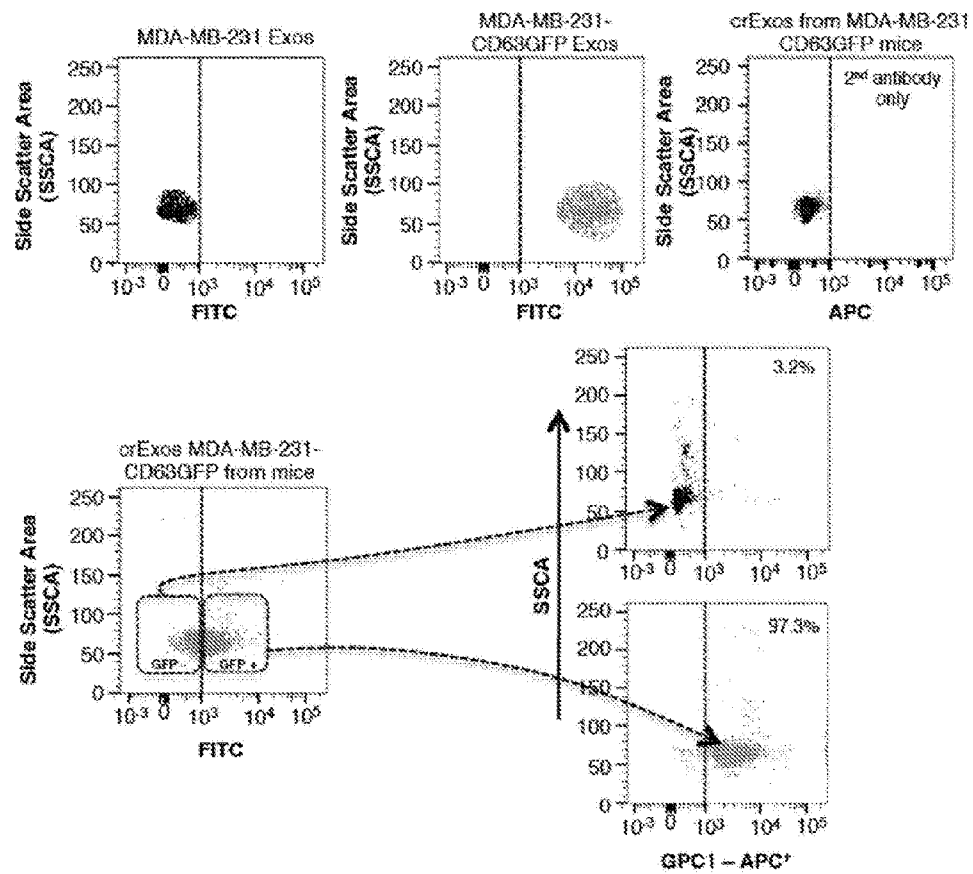 MDA-MB-231 Exos
250
200
150
100
50
0
Side Scatter Area
(SSCA)
10-3 0 10³ 10⁴ 10⁵
FITC
MDA-MB-231-
CD63GFP Exos
250
200
150
100
50
0
Side Scatter Area
(SSCA)
10-3 0 10³ 10⁴ 10⁵
FITC
crExos from MDA-MB-231
CD63GFP mice
2nd antibody
only
250
200
150
100
50
0
Side Scatter Area
(SSCA)
10-3 0 10³ 10⁴ 10⁵
APC
crExos MDA-MB-231-
CD63GFP from mice
250
200
150
100
50
0
Side Scatter Area
(SSCA)
GFP -
GFP +
10-3 0 10³ 10⁴ 10⁵
FITC
SSCA
3.2%
250
200
150
100
50
0
10-3 0 10³ 10⁴ 10⁵
97.3%
250
200
150
100
50
0
10-3 0 10³ 10⁴ 10⁵
GPC1 – APC⁺